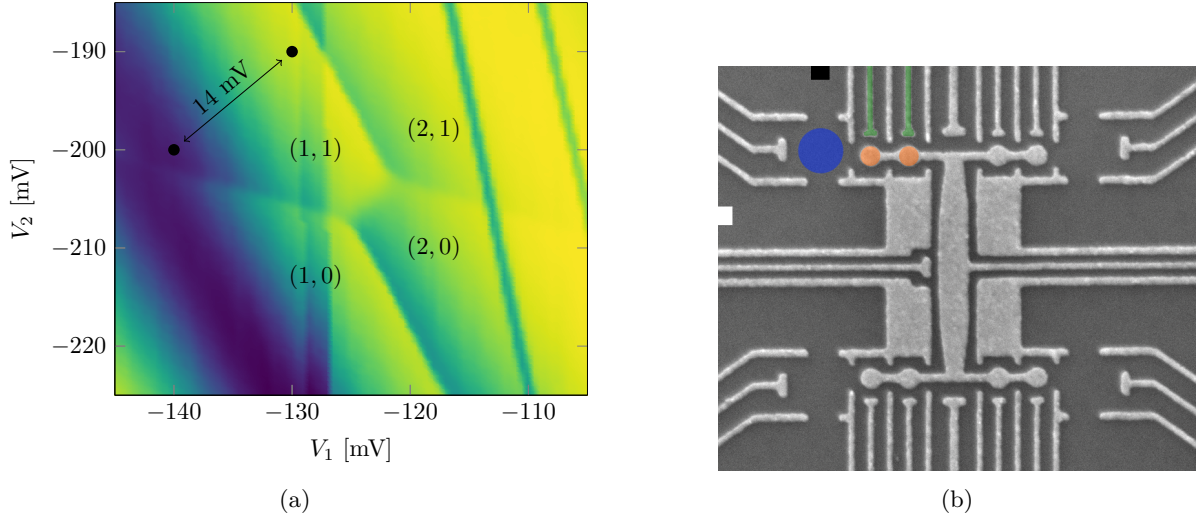 −190
−200
−210
−220
V₂ [mV]
14 mV
(1, 1)
(2, 1)
(2, 0)
(1, 0)
−140
−130
−120
−110
V₁ [mV]
(a)
(b)